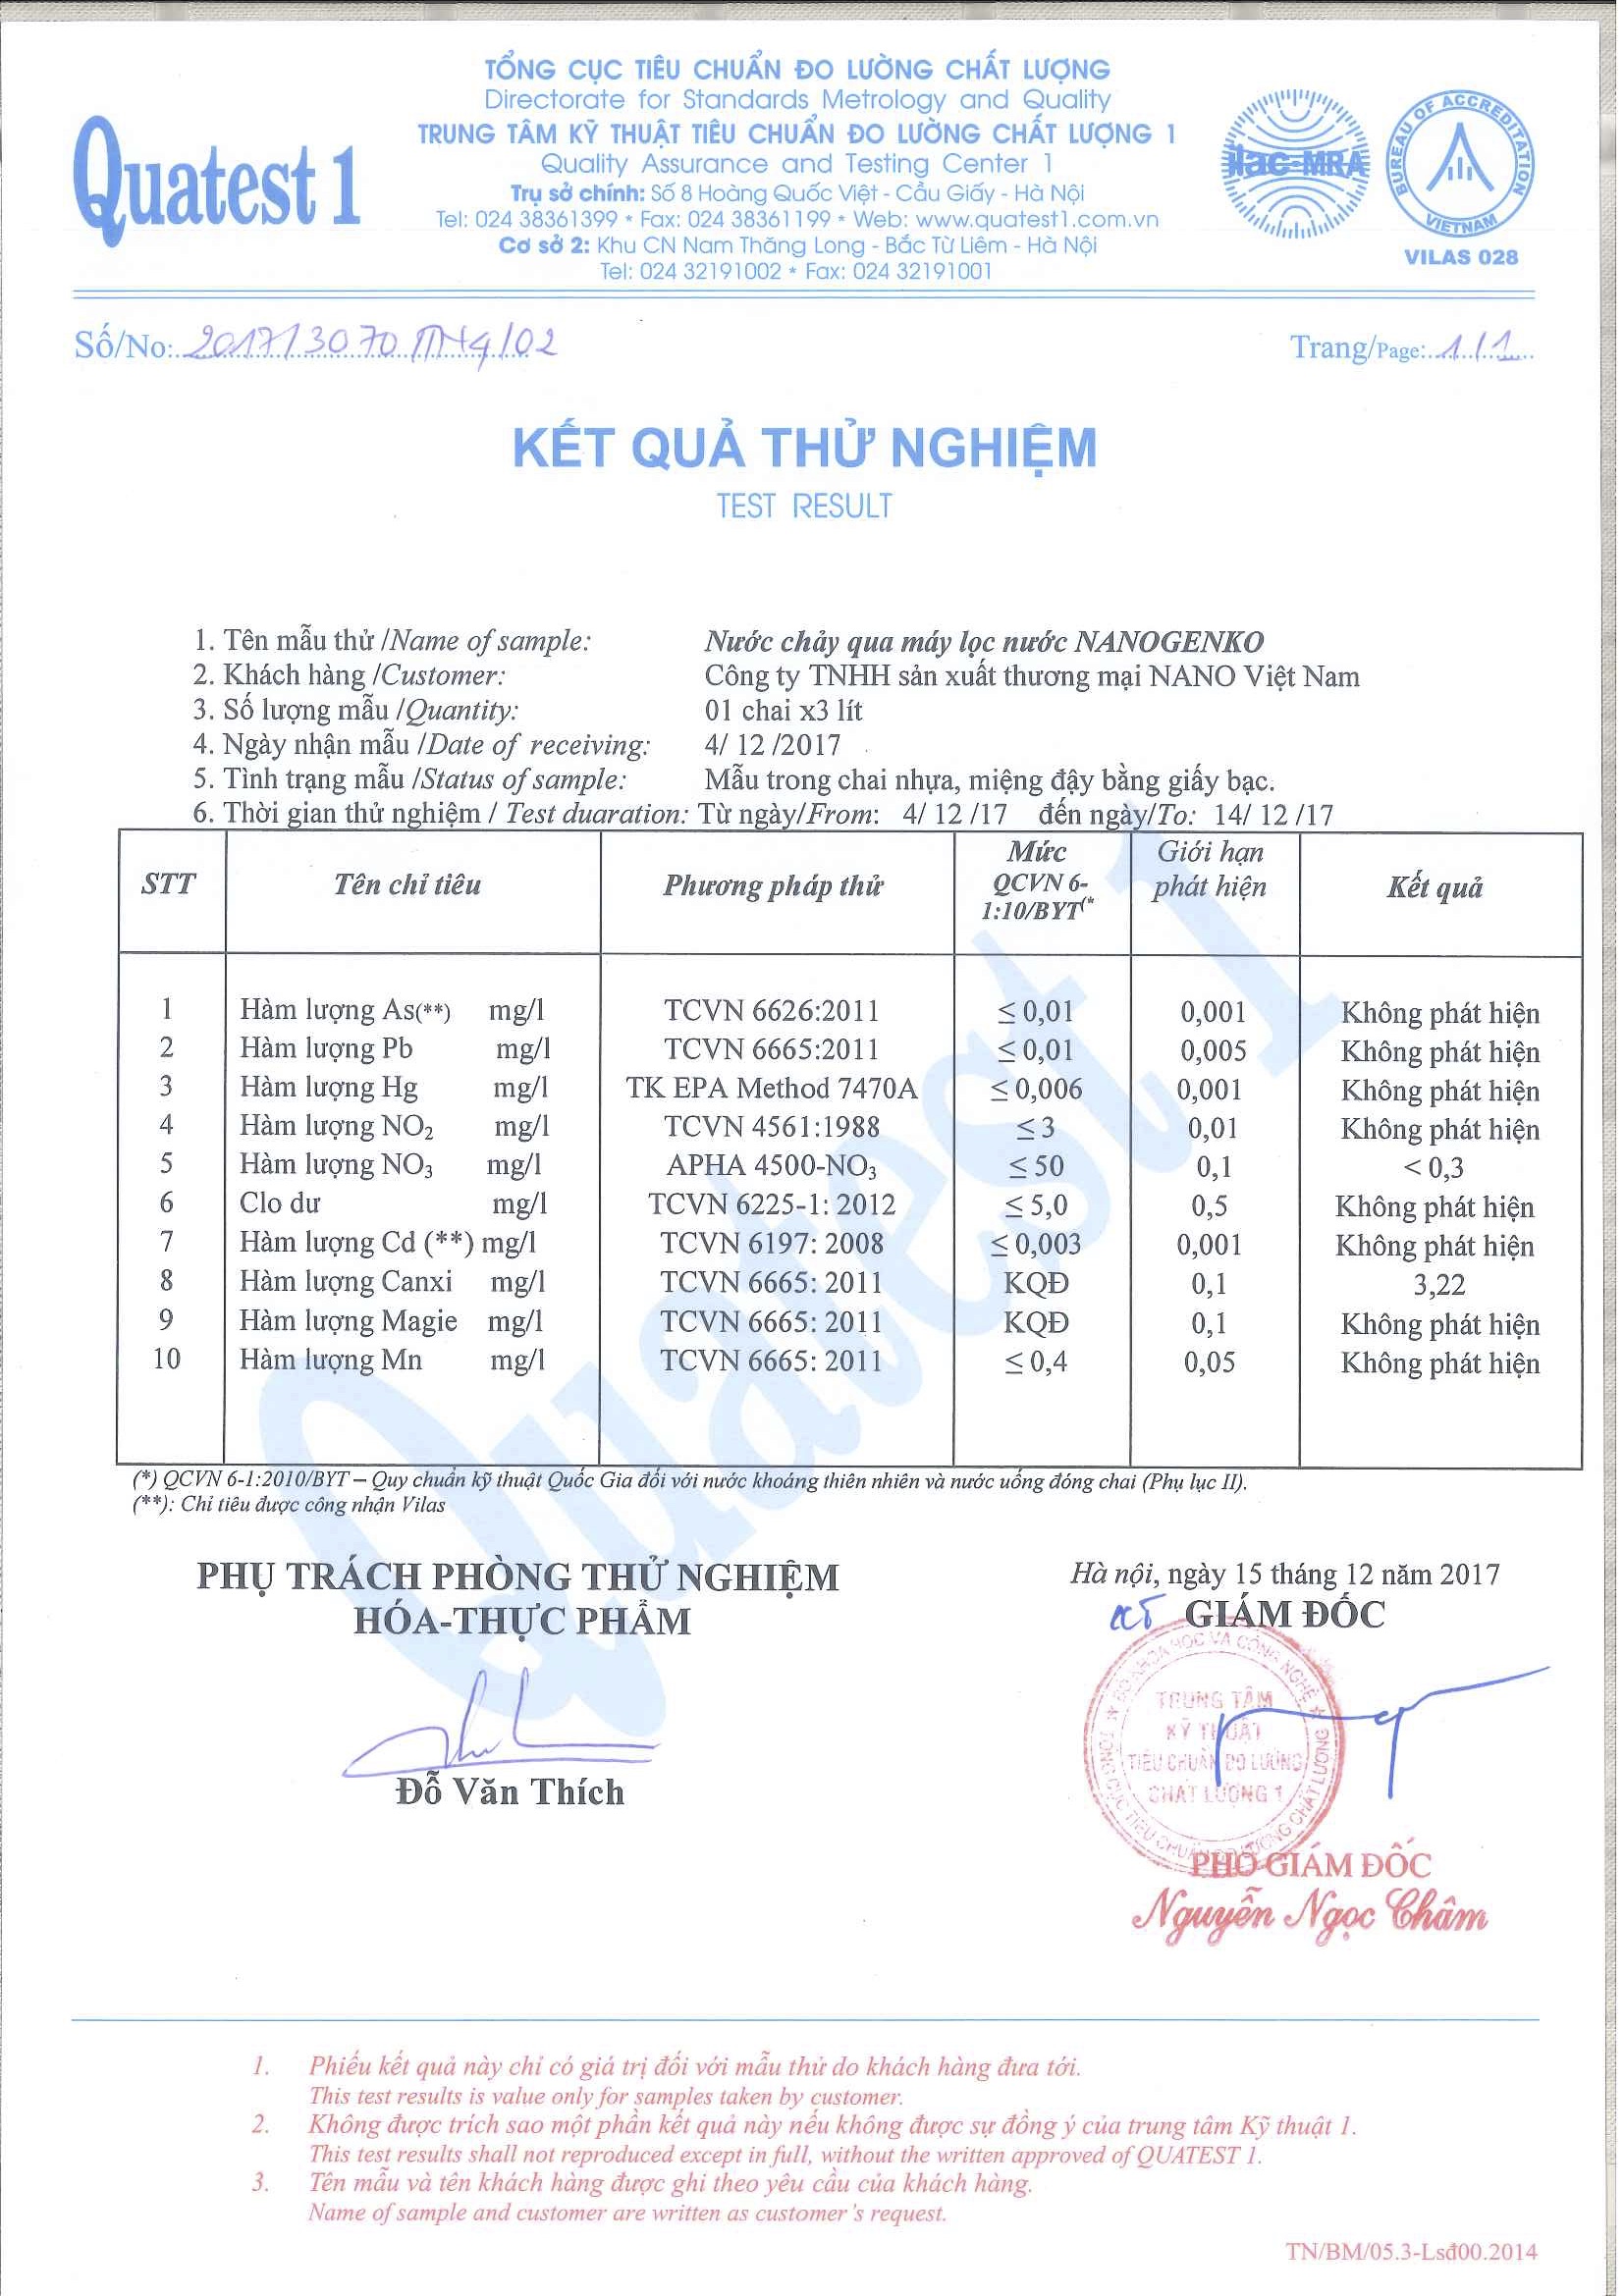 TỔNG CỤC TIÊU CHUẨN ĐO LƯỜNG CHẤT LƯỢNG
Directorate for Standards Metrology and Quality
TRUNG TÂM KỸ THUẬT TIÊU CHUẨN ĐO LƯỜNG CHẤT LƯỢNG 1
Quality Assurance and Testing Center 1
Trụ sở chính: Số 8 Hoàng Quốc Việt - Cầu Giấy - Hà Nội
Tel: 024 38361399 * Fax: 024 38361199 * Web: www.quatest1.com.vn
Cơ sở 2: Khu CN Nam Thăng Long - Bắc Từ Liêm - Hà Nội
Tel: 024 32191002 * Fax: 024 32191001
Quatest 1
ilac-MRA
BUREAU OF ACCREDITATION
VIETNAM
VILAS 028
Số/No: 2017/3070/TN4/02
Trang/Page: 1/1
KẾT QUẢ THỬ NGHIỆM
TEST RESULT
1. Tên mẫu thử /Name of sample: Nước chảy qua máy lọc nước NANOGENKO
2. Khách hàng /Customer: Công ty TNHH sản xuất thương mại NANO Việt Nam
3. Số lượng mẫu /Quantity: 01 chai x3 lít
4. Ngày nhận mẫu /Date of receiving: 4/ 12 /2017
5. Tình trạng mẫu /Status of sample: Mẫu trong chai nhựa, miệng đậy bằng giấy bạc.
6. Thời gian thử nghiệm / Test duaration: Từ ngày/From: 4/ 12 /17 đến ngày/To: 14/ 12 /17
STT Tên chỉ tiêu Phương pháp thử Mức QCVN 6-1:10/BYT(* Giới hạn phát hiện Kết quả
1 Hàm lượng As(**) mg/l TCVN 6626:2011 ≤ 0,01 0,001 Không phát hiện
2 Hàm lượng Pb mg/l TCVN 6665:2011 ≤ 0,01 0,005 Không phát hiện
3 Hàm lượng Hg mg/l TK EPA Method 7470A ≤ 0,006 0,001 Không phát hiện
4 Hàm lượng NO₂ mg/l TCVN 4561:1988 ≤ 3 0,01 Không phát hiện
5 Hàm lượng NO₃ mg/l APHA 4500-NO₃ ≤ 50 0,1 < 0,3
6 Clo dư mg/l TCVN 6225-1: 2012 ≤ 5,0 0,5 Không phát hiện
7 Hàm lượng Cd (**) mg/l TCVN 6197: 2008 ≤ 0,003 0,001 Không phát hiện
8 Hàm lượng Canxi mg/l TCVN 6665: 2011 KQĐ 0,1 3,22
9 Hàm lượng Magie mg/l TCVN 6665: 2011 KQĐ 0,1 Không phát hiện
10 Hàm lượng Mn mg/l TCVN 6665: 2011 ≤ 0,4 0,05 Không phát hiện
Quatest 1
(*) QCVN 6-1:2010/BYT – Quy chuẩn kỹ thuật Quốc Gia đối với nước khoáng thiên nhiên và nước uống đóng chai (Phụ lục II).
(**): Chỉ tiêu được công nhận Vilas
PHỤ TRÁCH PHÒNG THỬ NGHIỆM
HÓA-THỰC PHẨM
Đỗ Văn Thích
Hà nội, ngày 15 tháng 12 năm 2017
KT GIÁM ĐỐC
BỘ KHOA HỌC VÀ CÔNG NGHỆ
TỔNG CỤC TIÊU CHUẨN ĐO LƯỜNG CHẤT LƯỢNG
TRUNG TÂM
KỸ THUẬT
TIÊU CHUẨN ĐO LƯỜNG
CHẤT LƯỢNG 1
PHÓ GIÁM ĐỐC
Nguyễn Ngọc Châm
1. Phiếu kết quả này chỉ có giá trị đối với mẫu thử do khách hàng đưa tới.
This test results is value only for samples taken by customer.
2. Không được trích sao một phần kết quả này nếu không được sự đồng ý của trung tâm Kỹ thuật 1.
This test results shall not reproduced except in full, without the written approved of QUATEST 1.
3. Tên mẫu và tên khách hàng được ghi theo yêu cầu của khách hàng.
Name of sample and customer are written as customer's request.
TN/BM/05.3-Lsđ00.2014